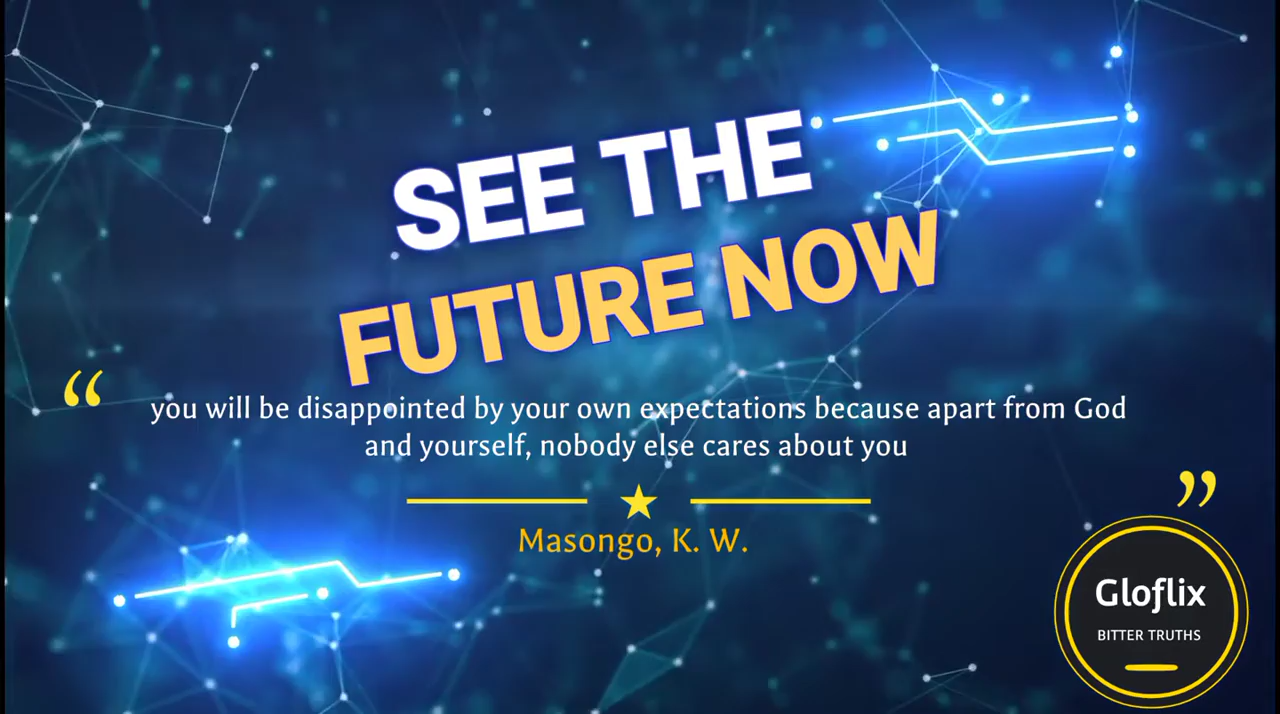 SEE THE
FUTURE NOW
“ you will be disappointed by your own expectations because apart from God
and yourself, nobody else cares about you ”
Masongo, K. W.
Gloflix
BITTER TRUTHS